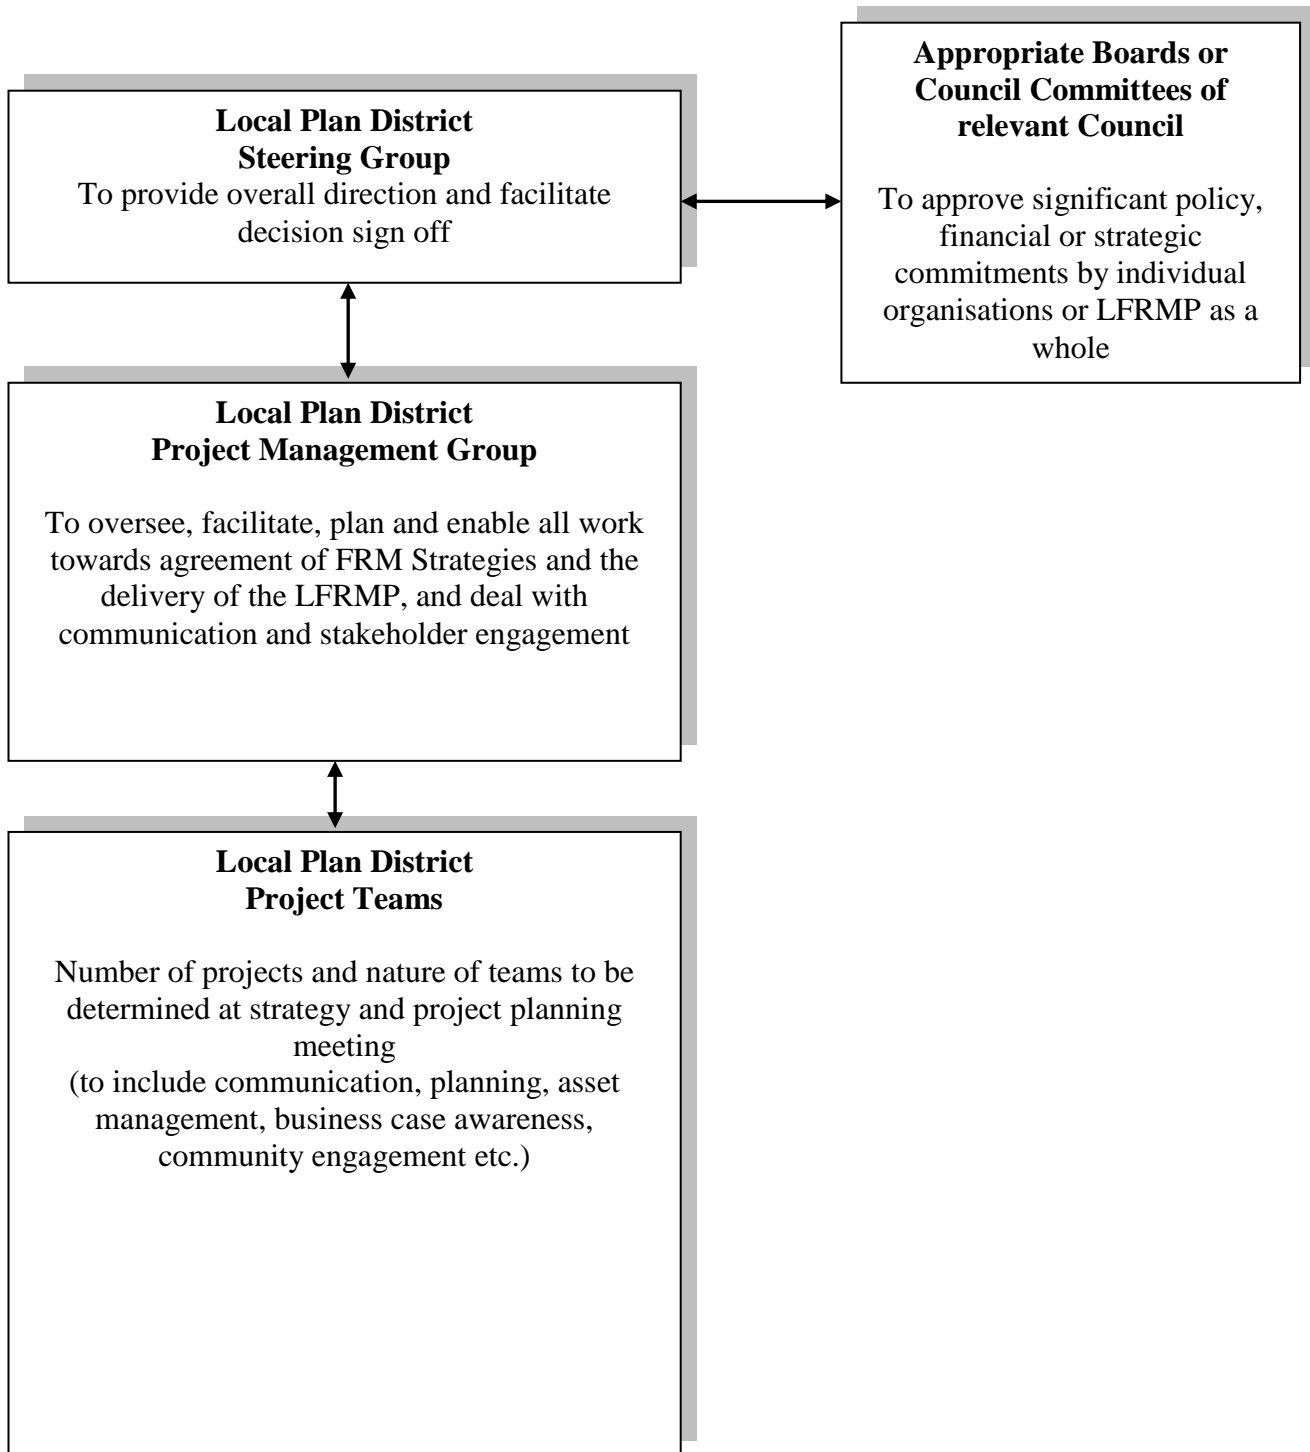 Local Plan District
Steering Group
To provide overall direction and facilitate
decision sign off
Appropriate Boards or
Council Committees of
relevant Council
To approve significant policy,
financial or strategic
commitments by individual
organisations or LFRMP as a
whole
Local Plan District
Project Management Group
To oversee, facilitate, plan and enable all work
towards agreement of FRM Strategies and the
delivery of the LFRMP, and deal with
communication and stakeholder engagement
Local Plan District
Project Teams
Number of projects and nature of teams to be
determined at strategy and project planning
meeting
(to include communication, planning, asset
management, business case awareness,
community engagement etc.)